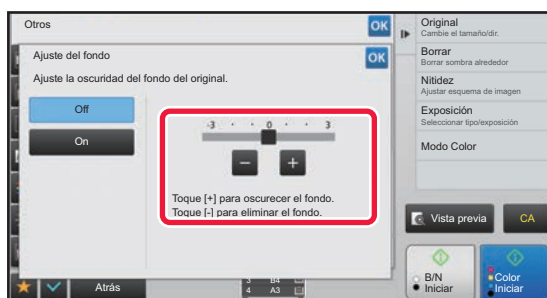 Otros
OK
Ajuste del fondo
OK
Ajuste la oscuridad del fondo del original.
Off
On
-3 · · 0 · · 3
− +
Toque [+] para oscurecer el fondo.
Toque [-] para eliminar el fondo.
Atrás
3 B4
4 A3
Original
Cambie el tamaño/dir.
Borrar
Borrar sombra alrededor
Nitidez
Ajustar esquema de imagen
Exposición
Seleccionar tipo/exposición
Modo Color
Vista previa
CA
B/N
Iniciar
Color
Iniciar